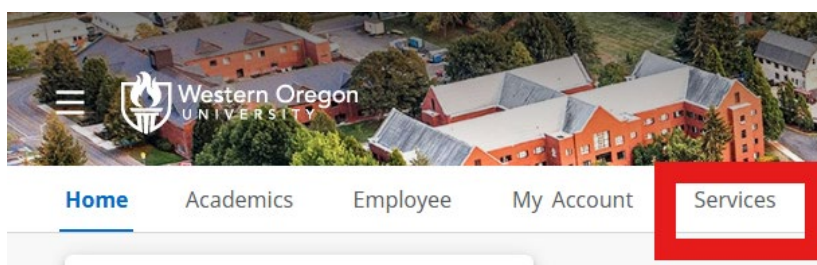 Western Oregon
UNIVERSITY
Home Academics Employee My Account Services